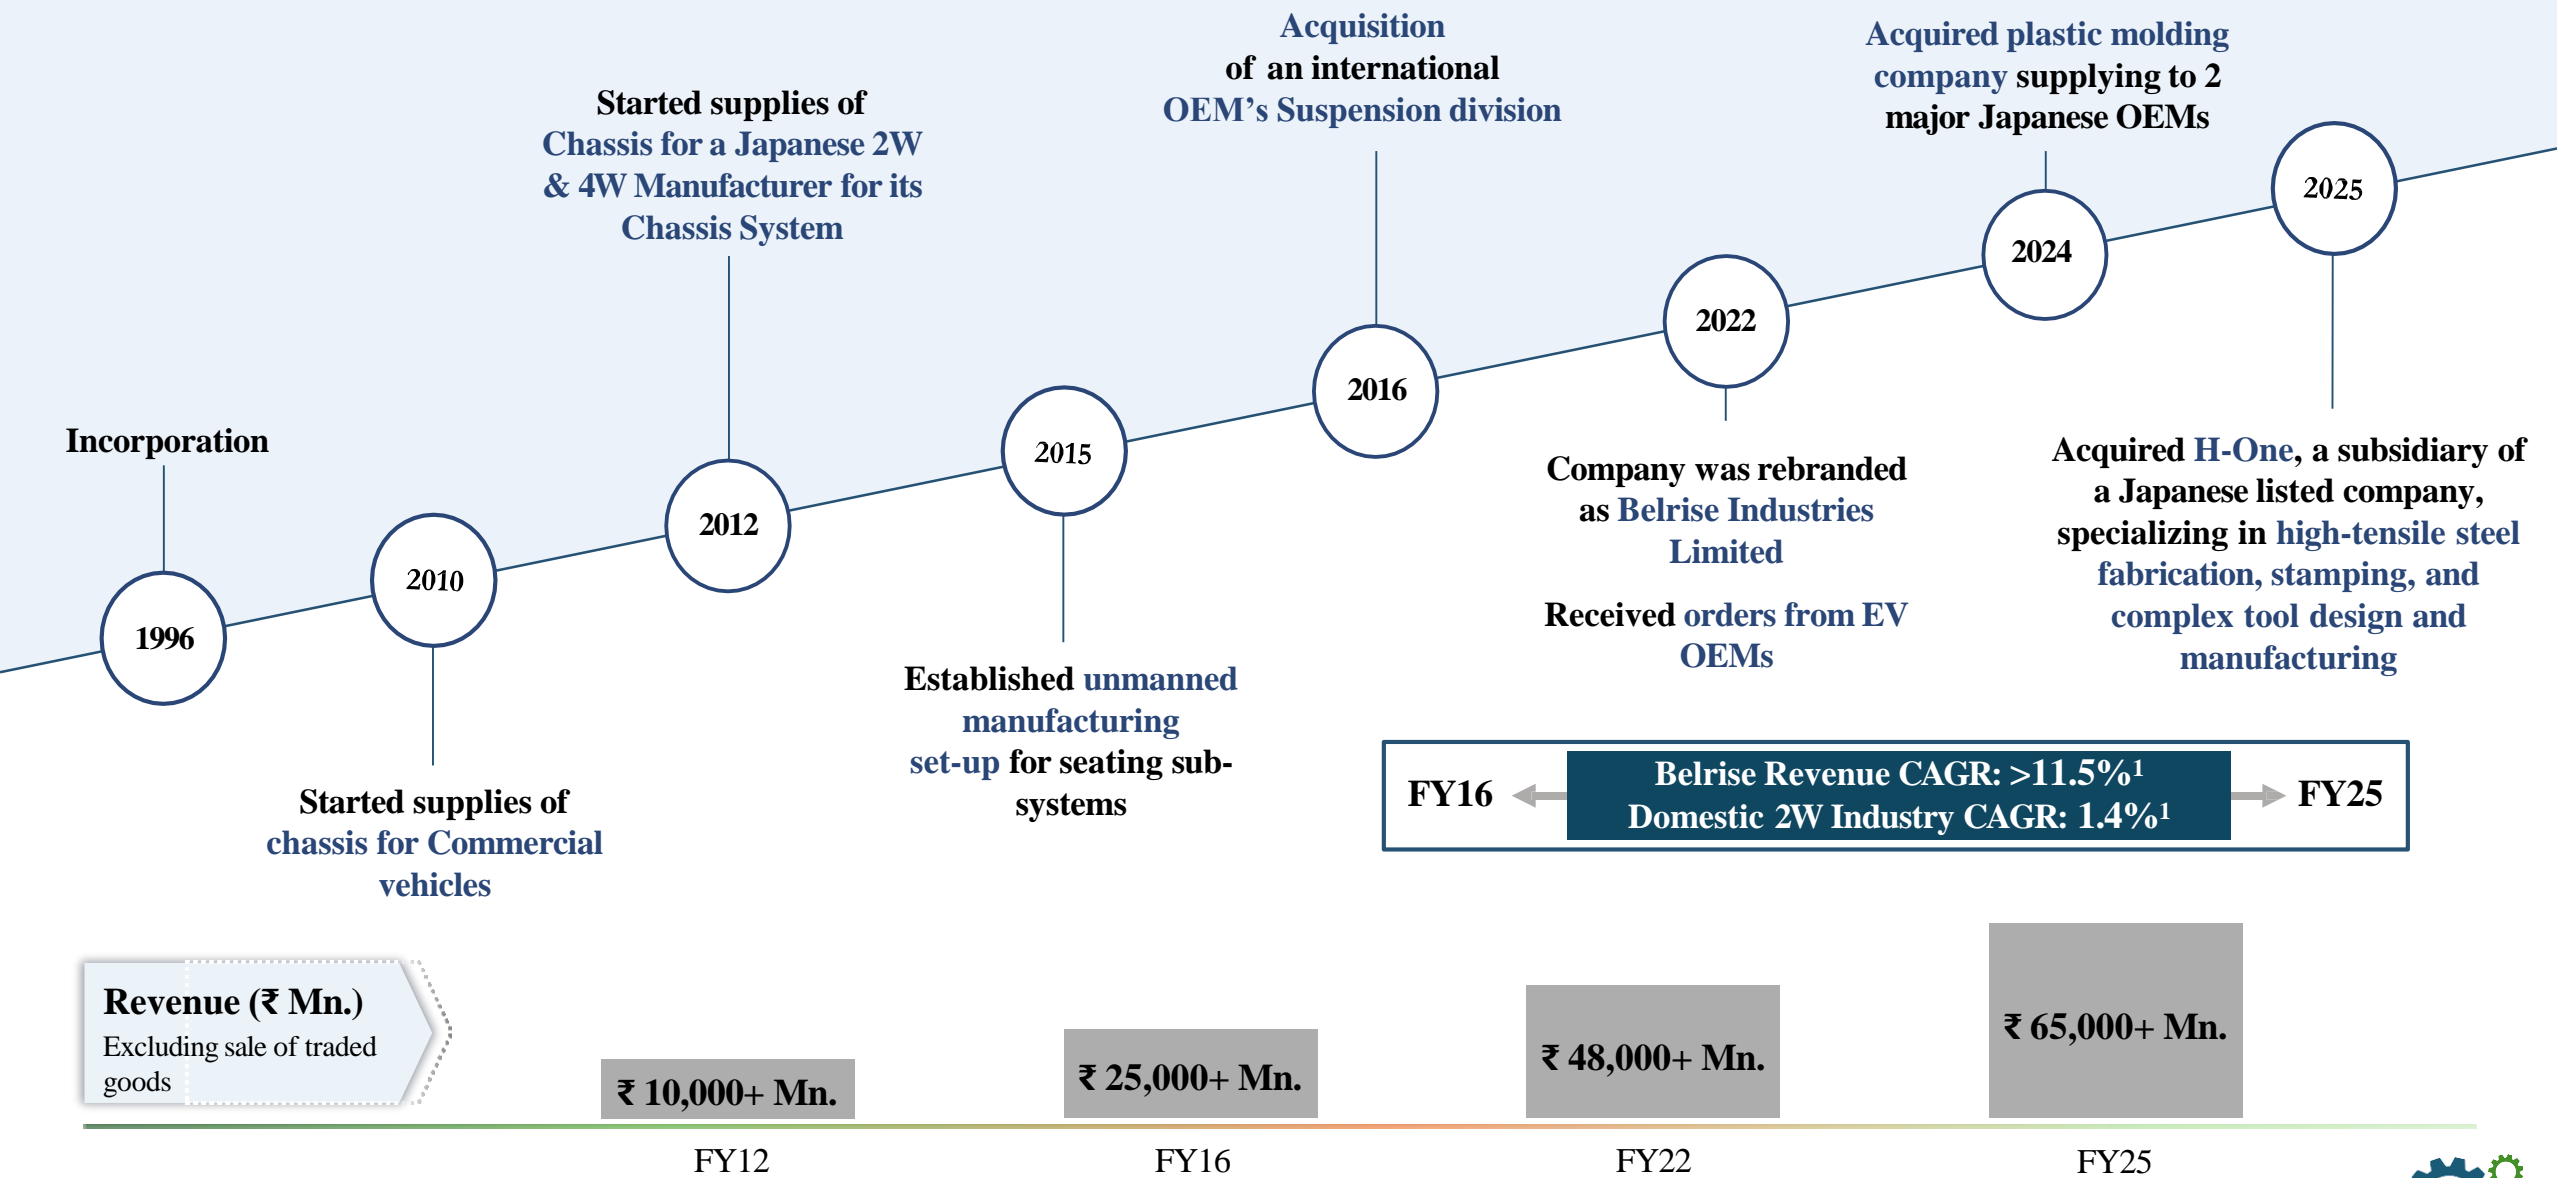 Incorporation
1996
2010
Started supplies of
chassis for Commercial
vehicles
Started supplies of
Chassis for a Japanese 2W
& 4W Manufacturer for its
Chassis System
2012
2015
Established unmanned
manufacturing
set-up for seating sub-
systems
Acquisition
of an international
OEM’s Suspension division
2016
2022
Company was rebranded
as Belrise Industries
Limited
Received orders from EV
OEMs
Acquired plastic molding
company supplying to 2
major Japanese OEMs
2024
2025
Acquired H-One, a subsidiary of
a Japanese listed company,
specializing in high-tensile steel
fabrication, stamping, and
complex tool design and
manufacturing
FY16
Belrise Revenue CAGR: >11.5%¹
Domestic 2W Industry CAGR: 1.4%¹
FY25
Revenue (₹ Mn.)
Excluding sale of traded
goods
₹ 10,000+ Mn.
₹ 25,000+ Mn.
₹ 48,000+ Mn.
₹ 65,000+ Mn.
FY12
FY16
FY22
FY25